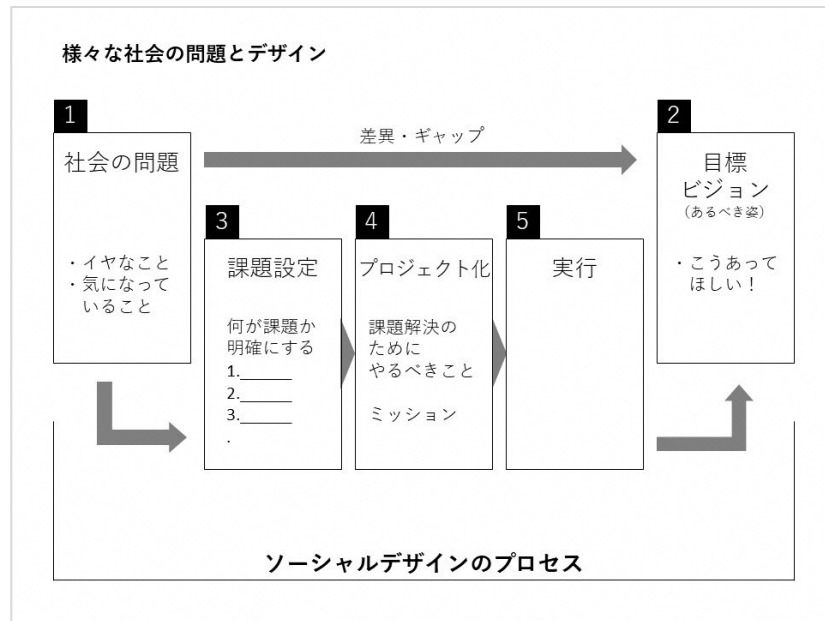 様々な社会の問題とデザイン
1
社会の問題
・イヤなこと
・気になって
いること
差異・ギャップ
2
目標
ビジョン
(あるべき姿)
・こうあって
ほしい！
3
課題設定
何が課題か
明確にする
1.______
2.______
3.______
.
4
プロジェクト化
課題解決の
ために
やるべきこと
ミッション
5
実行
ソーシャルデザインのプロセス